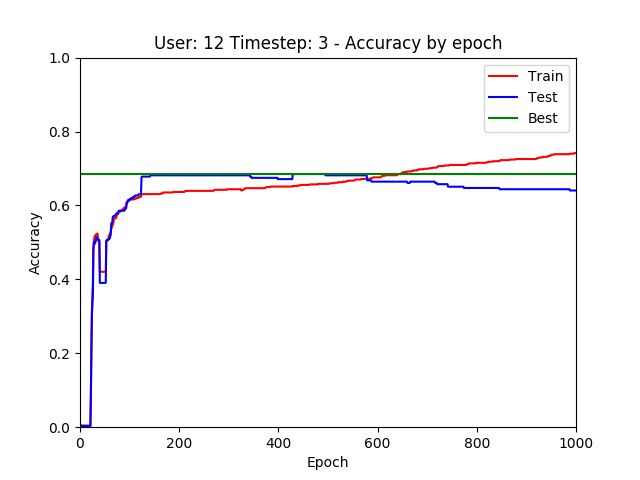 User: 12 Timestep: 3 - Accuracy by epoch
1.0
0.8
0.6
0.4
0.2
0.0
Accuracy
0 200 400 600 800 1000
Epoch
Train
Test
Best